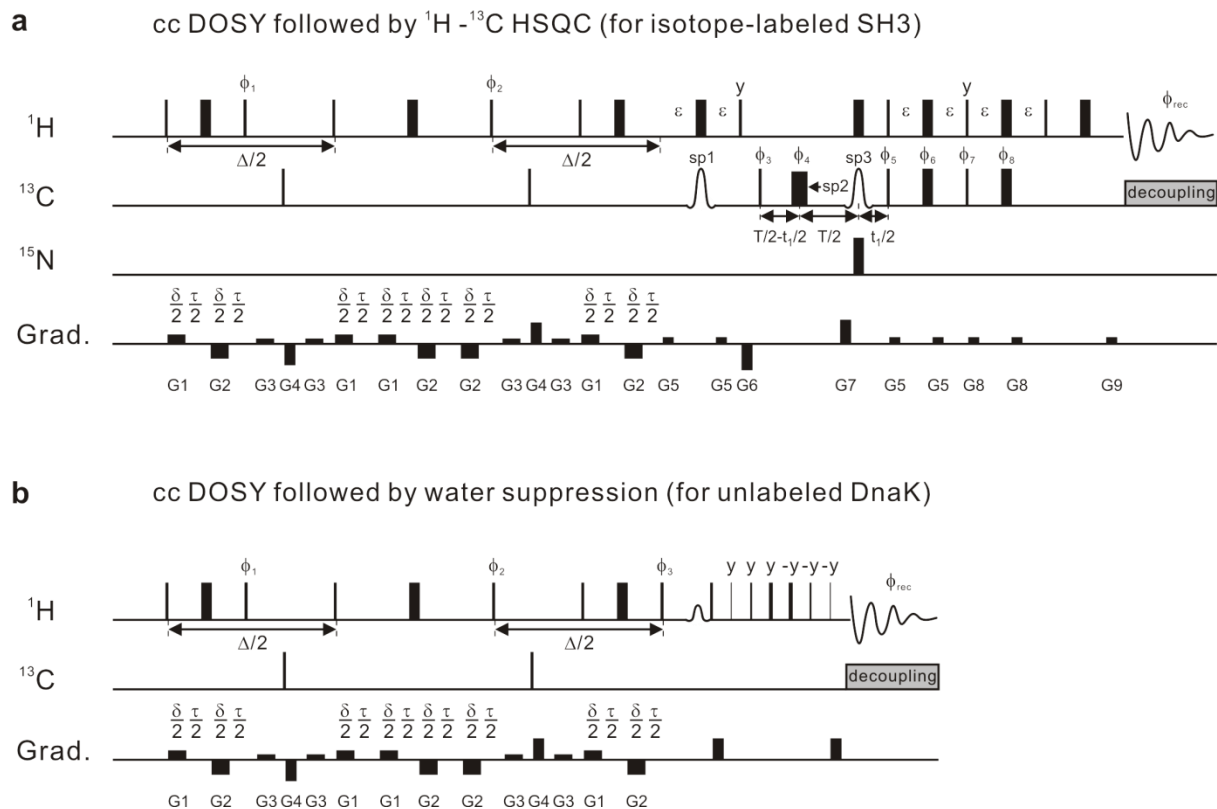 a cc DOSY followed by ¹H -¹³C HSQC (for isotope-labeled SH3)
ϕ₁ ϕ₂ y y ϕrec
¹H ε ε ε ε ε ε
Δ/2 Δ/2
sp1 ϕ₃ ϕ₄ sp3 ϕ₅ ϕ₆ ϕ₇ ϕ₈
¹³C sp2 decoupling
T/2-t₁/2 T/2 t₁/2
¹⁵N
δ/2 τ/2 δ/2 τ/2 δ/2 τ/2 δ/2 τ/2 δ/2 τ/2 δ/2 τ/2 δ/2 τ/2 δ/2 τ/2
Grad.
G1 G2 G3 G4 G3 G1 G1 G2 G2 G3 G4 G3 G1 G2 G5 G5 G6 G7 G5 G5 G8 G8 G9
b cc DOSY followed by water suppression (for unlabeled DnaK)
ϕ₁ ϕ₂ ϕ₃ y y y -y -y -y ϕrec
¹H
Δ/2 Δ/2
¹³C decoupling
δ/2 τ/2 δ/2 τ/2 δ/2 τ/2 δ/2 τ/2 δ/2 τ/2 δ/2 τ/2 δ/2 τ/2 δ/2 τ/2
Grad.
G1 G2 G3 G4 G3 G1 G1 G2 G2 G3 G4 G3 G1 G2